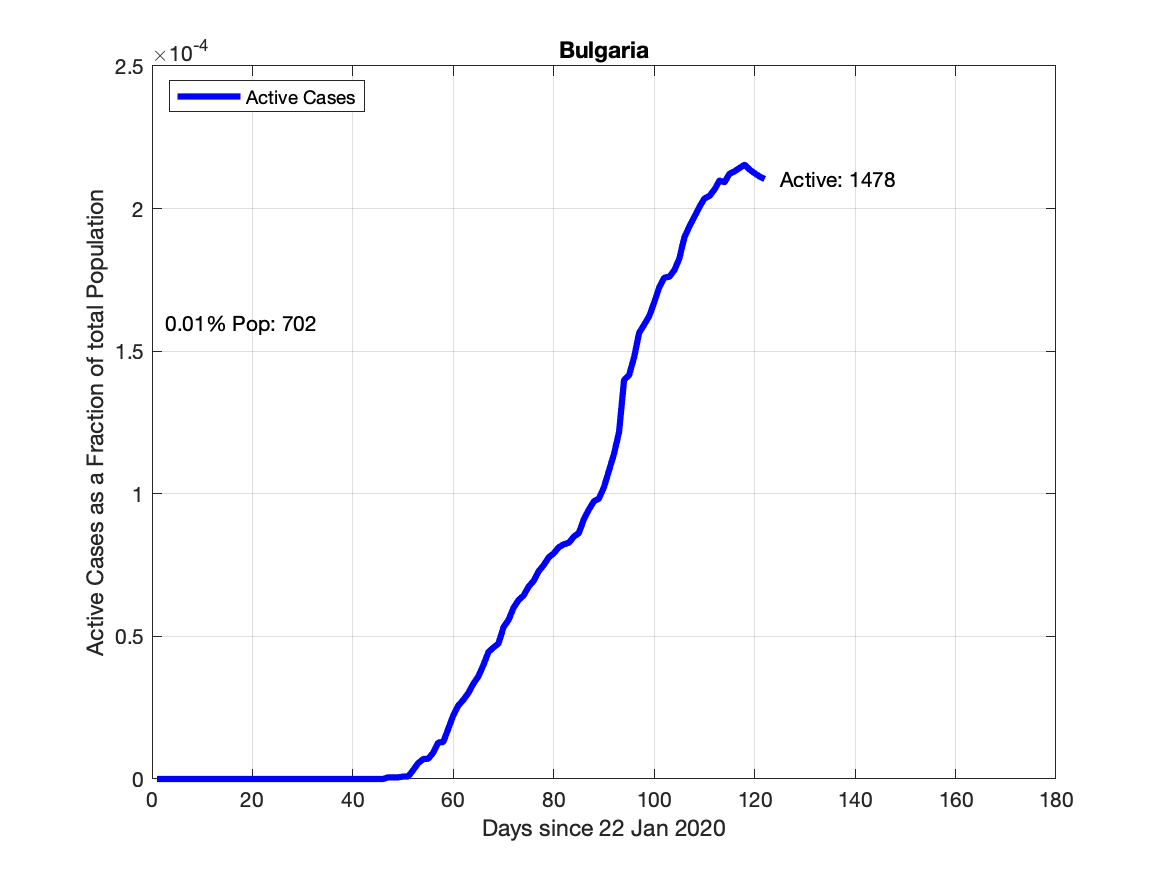 Bulgaria
×10-4
Active Cases
Active: 1478
0.01% Pop: 702
2.5
2
1.5
1
0.5
0
0 20 40 60 80 100 120 140 160 180
Days since 22 Jan 2020
Active Cases as a Fraction of total Population